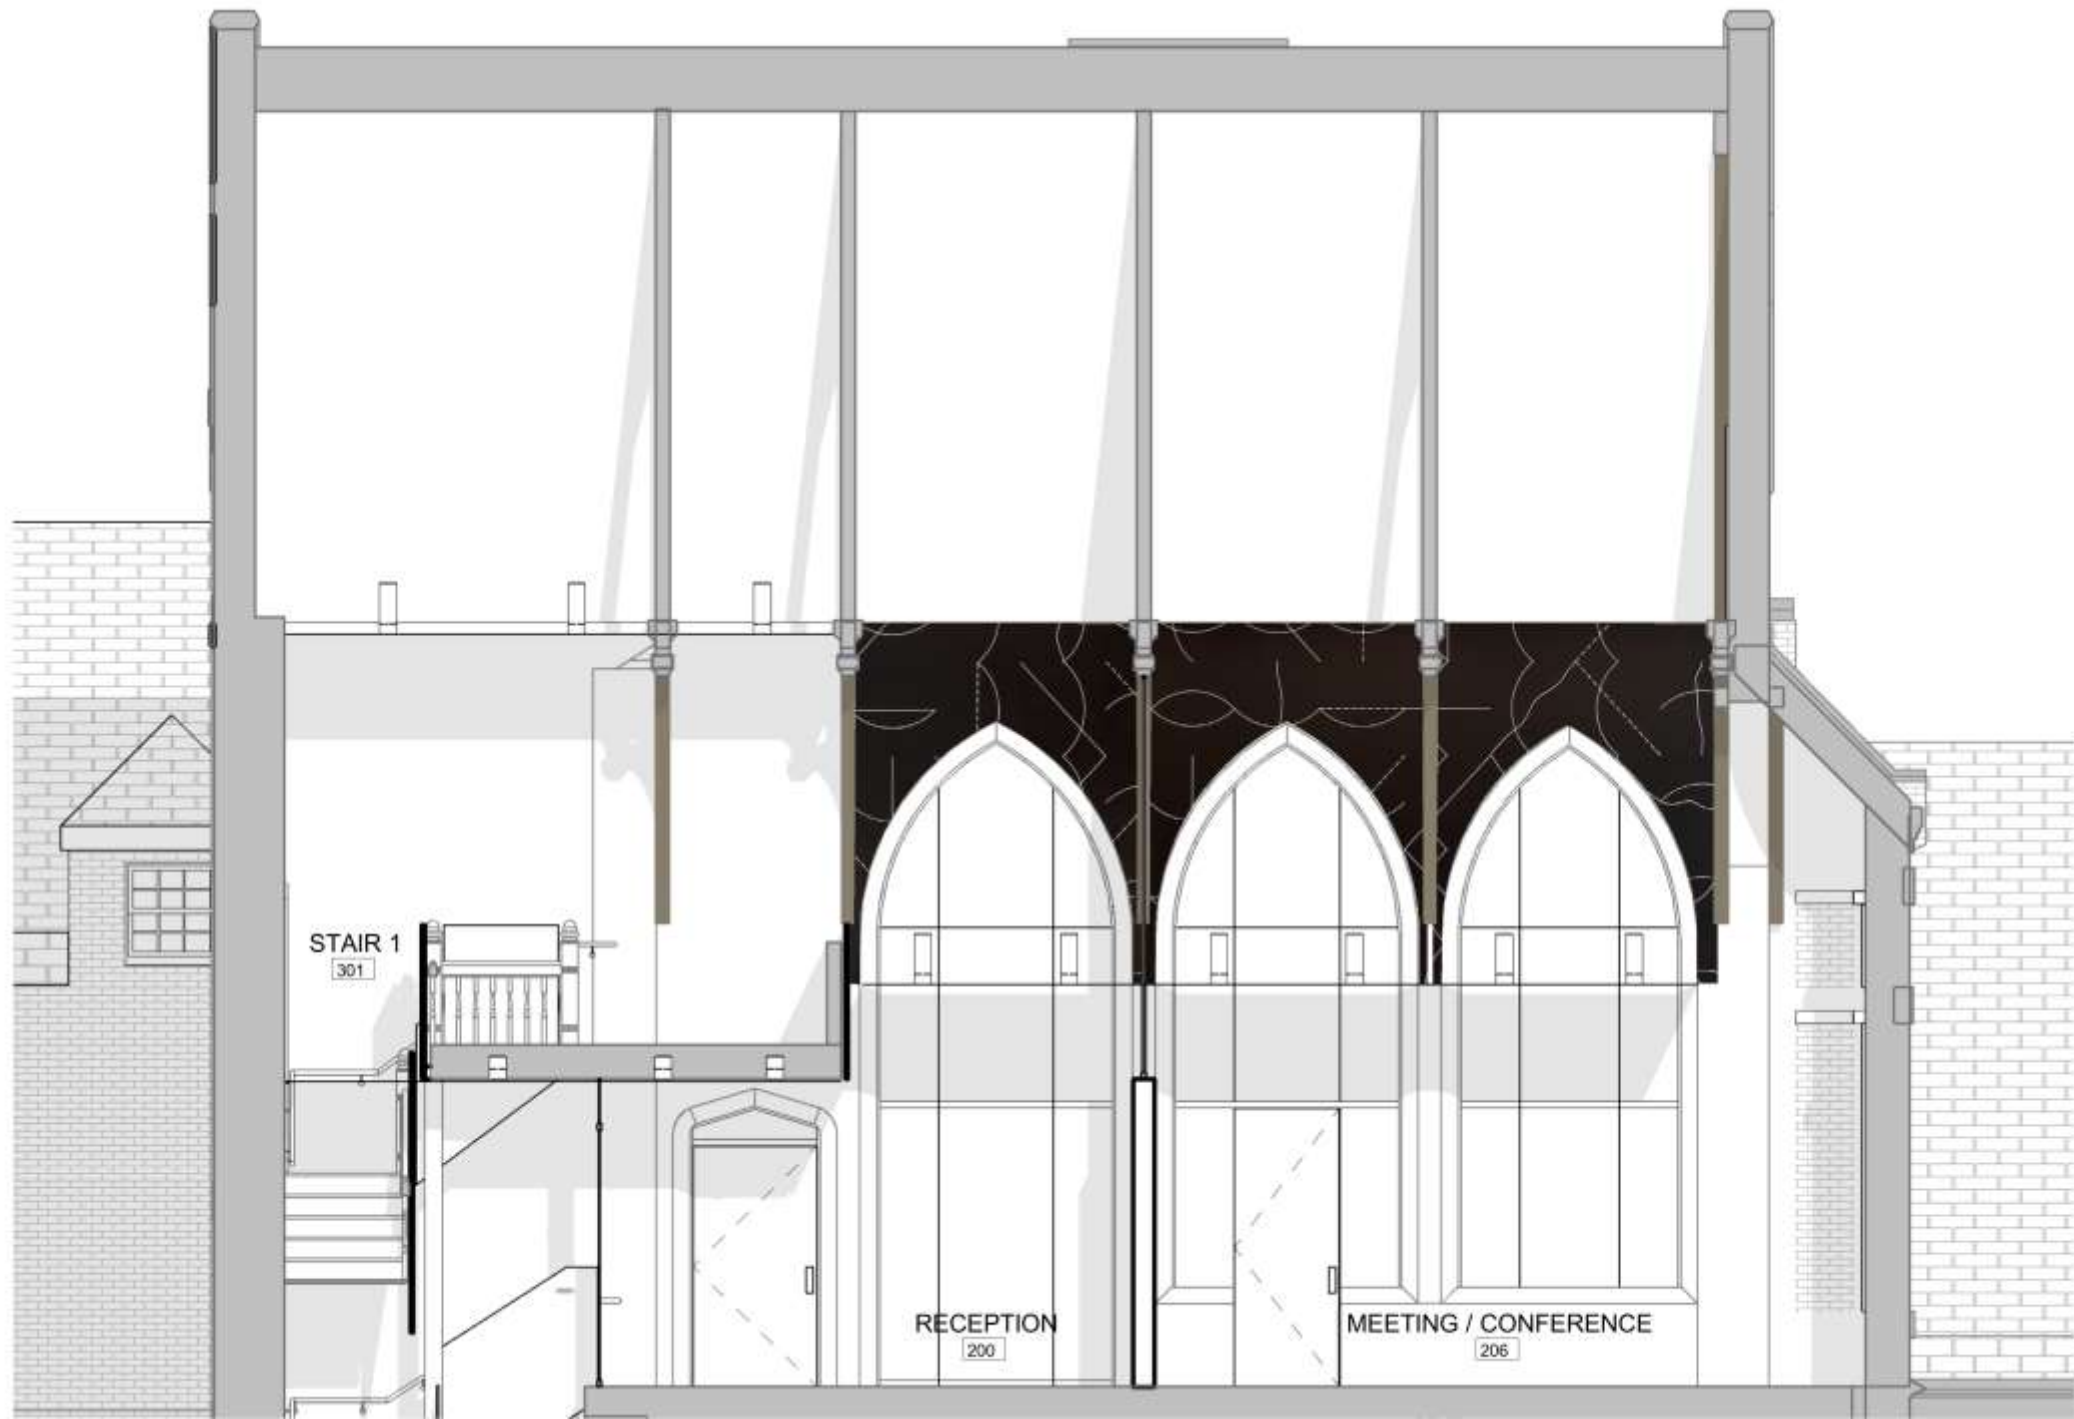 STAIR 1
301
RECEPTION
200
MEETING / CONFERENCE
206